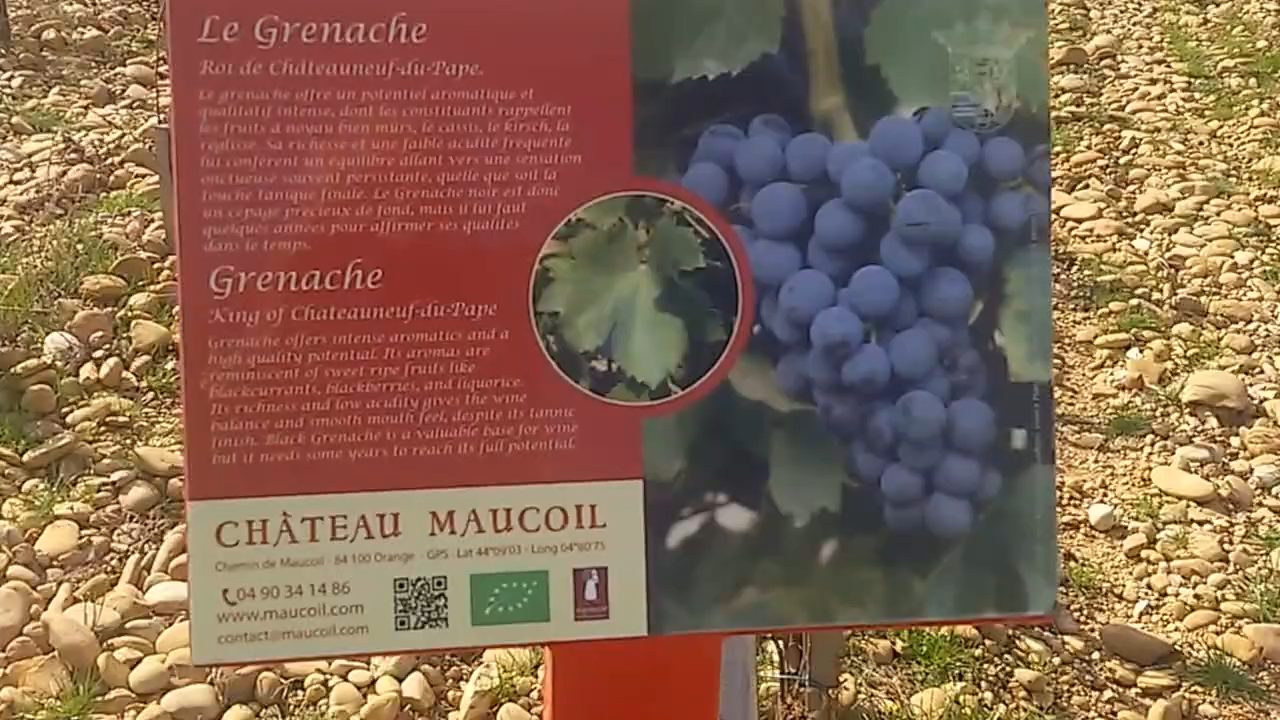 Le Grenache
Roi de Châteauneuf-du-Pape.
Le grenache offre un potentiel aromatique et
qualitatif intense, dont les constituants rappellent
les fruits à noyau bien murs, le cassis, le kirsch, la
réglisse. Sa richesse et une faible acidité fréquente
lui confèrent un équilibre allant vers une sensation
onctueuse souvent persistante, quelle que soit la
touche tanique finale. Le Grenache noir est donc
un cépage précieux de fond, mais il lui faut
quelques années pour affirmer ses qualités
dans le temps.
Grenache
King of Chateauneuf-du-Pape
Grenache offers intense aromatics and a
high quality potential. Its aromas are
reminiscent of sweet ripe fruits like
blackcurrants, blackberries, and liquorice.
Its richness and low acidity gives the wine
balance and smooth mouth feel, despite its tannic
finish. Black Grenache is a valuable base for wine
but it needs some years to reach its full potential.
CHÂTEAU MAUCOIL
Chemin de Maucoil - 84 100 Orange - GPS : Lat 44°09'03 - Long 04°80'75
04 90 34 14 86
www.maucoil.com
contact@maucoil.com